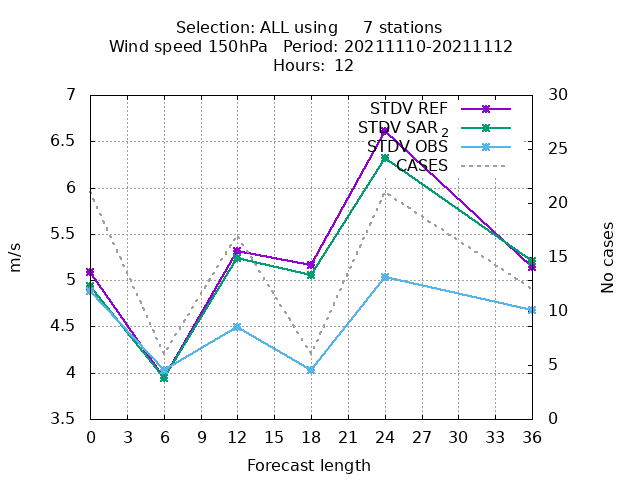 Selection: ALL using     7 stations
Wind speed 150hPa   Period: 20211110-20211112
Hours: 12
7
6.5
6
5.5
5
4.5
4
3.5
m/s
STDV REF
STDV SAR 2
STDV OBS
CASES
30
25
20
15
10
5
0
No cases
0 3 6 9 12 15 18 21 24 27 30 33 36
Forecast length